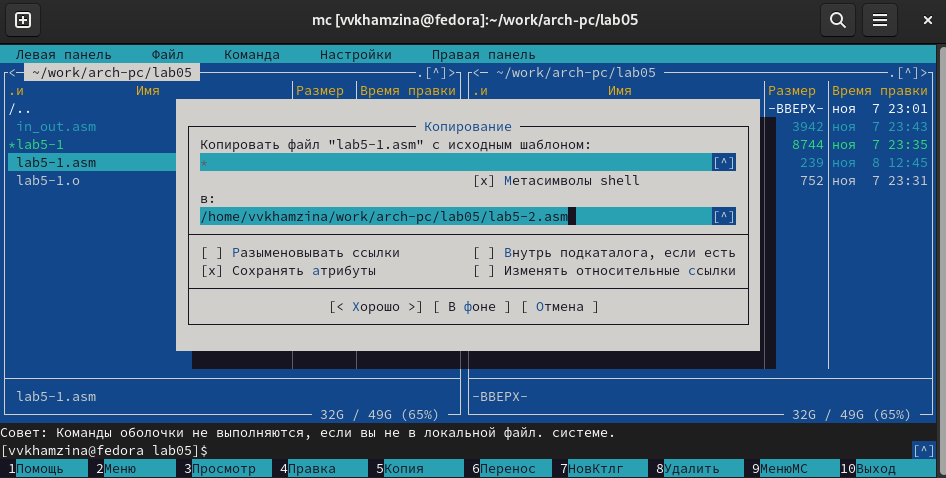 mc [vvkhamzina@fedora]:~/work/arch-pc/lab05
Левая панель Файл Команда Настройки Правая панель
<─ ~/work/arch-pc/lab05 .[^]> <─ ~/work/arch-pc/lab05 .[^]>
.и Имя Размер Время правки .и Имя Размер Время правки
/.. -ВВЕРХ- ноя 7 23:01
in_out.asm 3942 ноя 7 23:43
*lab5-1 8744 ноя 7 23:35
lab5-1.asm 239 ноя 8 12:45
lab5-1.o 752 ноя 7 23:31
Копирование
Копировать файл "lab5-1.asm" с исходным шаблоном:
* [^]
[x] Метасимволы shell
в:
/home/vvkhamzina/work/arch-pc/lab05/lab5-2.asm [^]
[ ] Разыменовывать ссылки [ ] Внутрь подкаталога, если есть
[x] Сохранять атрибуты [ ] Изменять относительные ссылки
[< Хорошо >] [ В фоне ] [ Отмена ]
lab5-1.asm -ВВЕРХ-
32G / 49G (65%) 32G / 49G (65%)
Совет: Команды оболочки не выполняются, если вы не в локальной файл. системе.
[vvkhamzina@fedora lab05]$ [^]
1Помощь 2Меню 3Просмотр 4Правка 5Копия 6Перенос 7НовКтлг 8Удалить 9МенюМС 10Выход